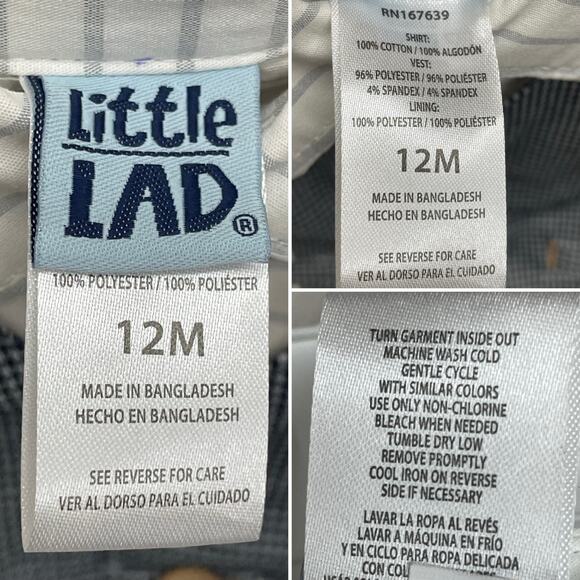 Little
LAD®
100% POLYESTER / 100% POLIÉSTER
12M
MADE IN BANGLADESH
HECHO EN BANGLADESH
SEE REVERSE FOR CARE
VER AL DORSO PARA EL CUIDADO
RN167639
SHIRT:
100% COTTON / 100% ALGODÓN
VEST:
96% POLYESTER / 96% POLIÉSTER
4% SPANDEX / 4% SPANDEX
LINING:
100% POLYESTER / 100% POLIÉSTER
12M
MADE IN BANGLADESH
HECHO EN BANGLADESH
SEE REVERSE FOR CARE
VER AL DORSO PARA EL CUIDADO
TURN GARMENT INSIDE OUT
MACHINE WASH COLD
GENTLE CYCLE
WITH SIMILAR COLORS
USE ONLY NON-CHLORINE
BLEACH WHEN NEEDED
TUMBLE DRY LOW
REMOVE PROMPTLY
COOL IRON ON REVERSE
SIDE IF NECESSARY
LAVAR LA ROPA AL REVÉS
LAVAR A MÁQUINA EN FRÍO
Y EN CICLO PARA ROPA DELICADA
CON